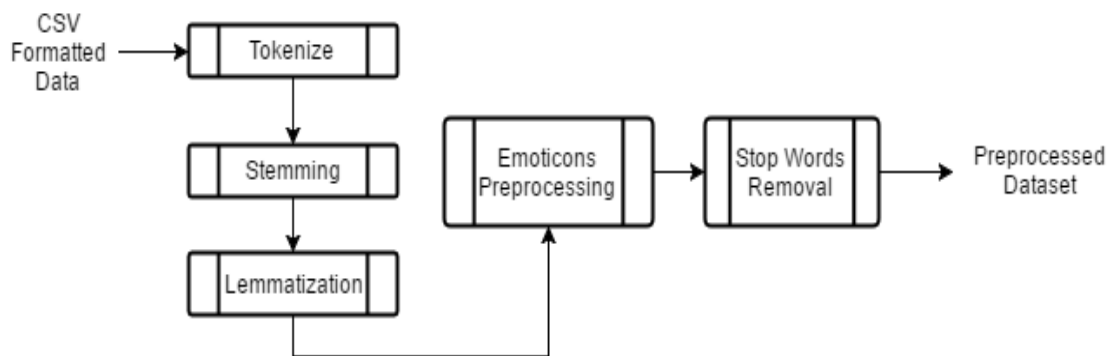 CSV
Formatted
Data
Tokenize
Stemming
Lemmatization
Emoticons
Preprocessing
Stop Words
Removal
Preprocessed
Dataset